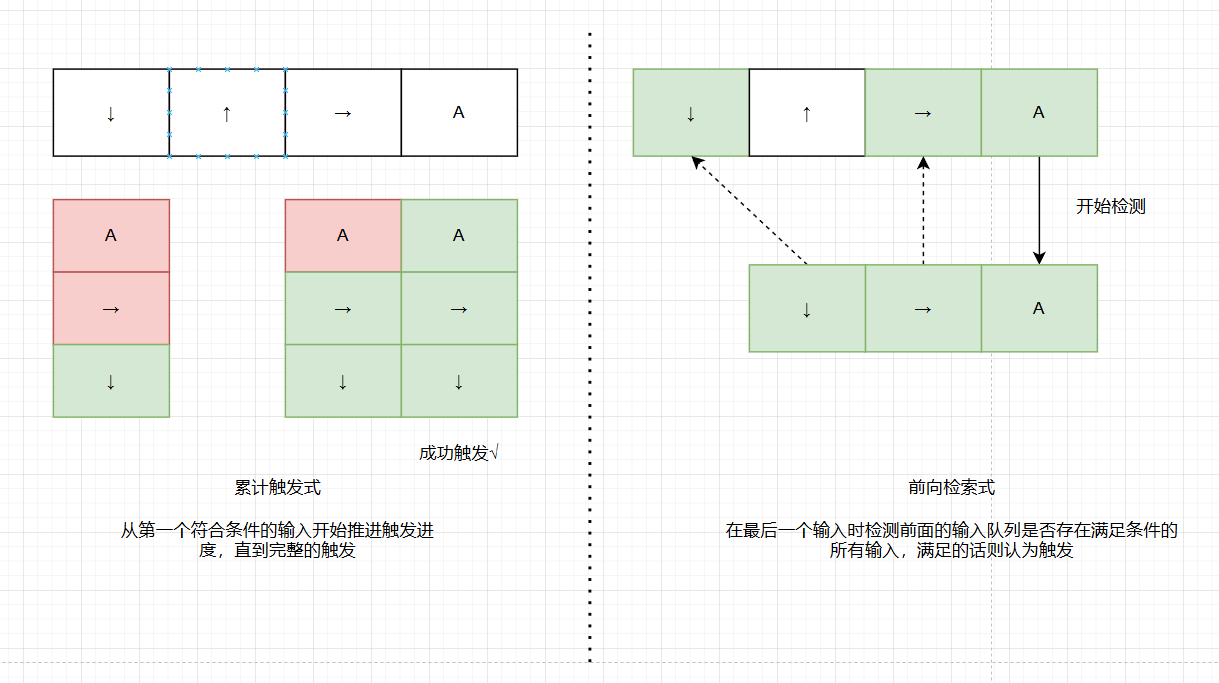 ↓ ↑ → A
A
→
↓
A A
→ →
↓ ↓
成功触发√
累计触发式
从第一个符合条件的输入开始推进触发进
度，直到完整的触发
↓ ↑ → A
开始检测
↓ → A
前向检索式
在最后一个输入时检测前面的输入队列是否存在满足条件的
所有输入，满足的话则认为触发